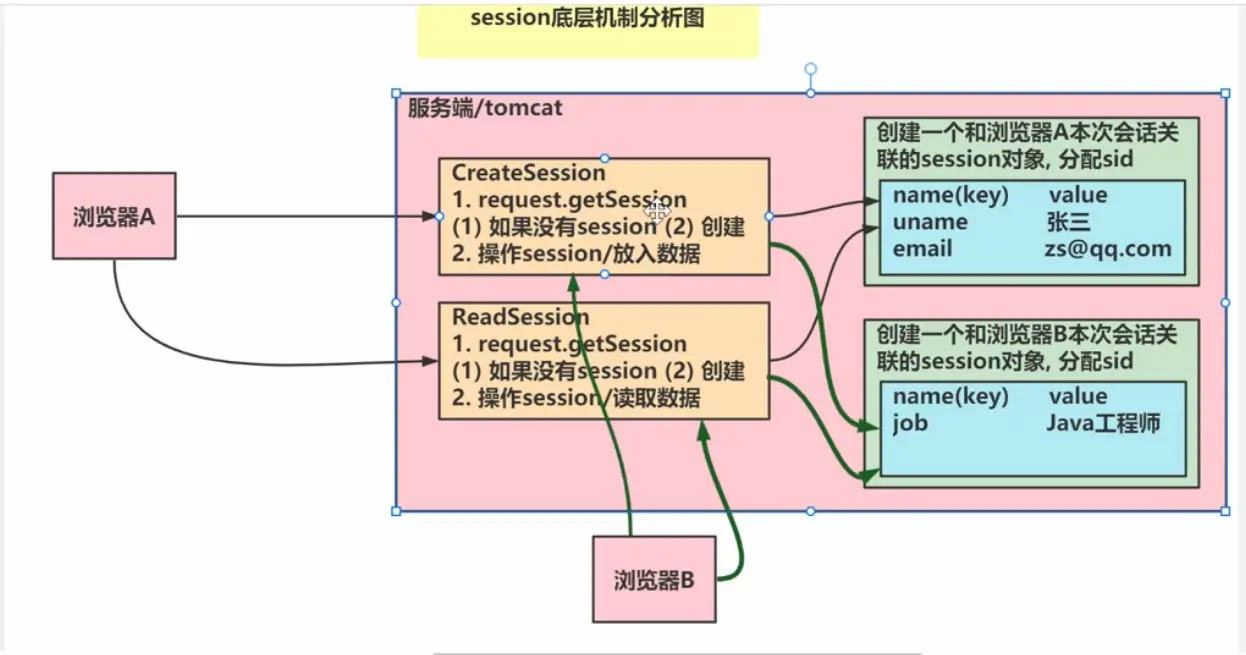 session底层机制分析图
服务端/tomcat
浏览器A
CreateSession
1. request.getSession
(1) 如果没有session (2) 创建
2. 操作session/放入数据
ReadSession
1. request.getSession
(1) 如果没有session (2) 创建
2. 操作session/读取数据
创建一个和浏览器A本次会话关
联的session对象, 分配sid
name(key) value
uname 张三
email zs@qq.com
创建一个和浏览器B本次会话关
联的session对象, 分配sid
name(key) value
job Java工程师
浏览器B